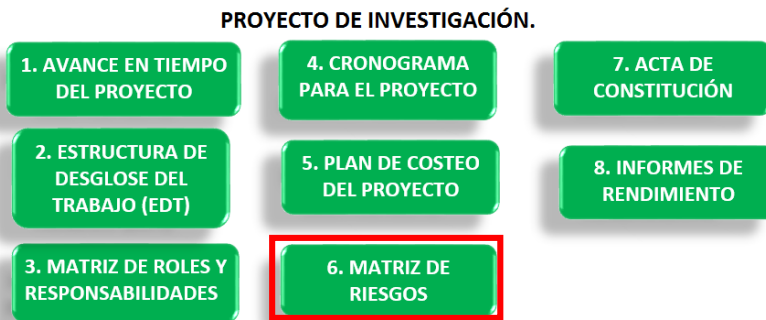 PROYECTO DE INVESTIGACIÓN.
1. AVANCE EN TIEMPO
DEL PROYECTO
2. ESTRUCTURA DE
DESGLOSE DEL
TRABAJO (EDT)
3. MATRIZ DE ROLES Y
RESPONSABILIDADES
4. CRONOGRAMA
PARA EL PROYECTO
5. PLAN DE COSTEO
DEL PROYECTO
6. MATRIZ DE
RIESGOS
7. ACTA DE
CONSTITUCIÓN
8. INFORMES DE
RENDIMIENTO